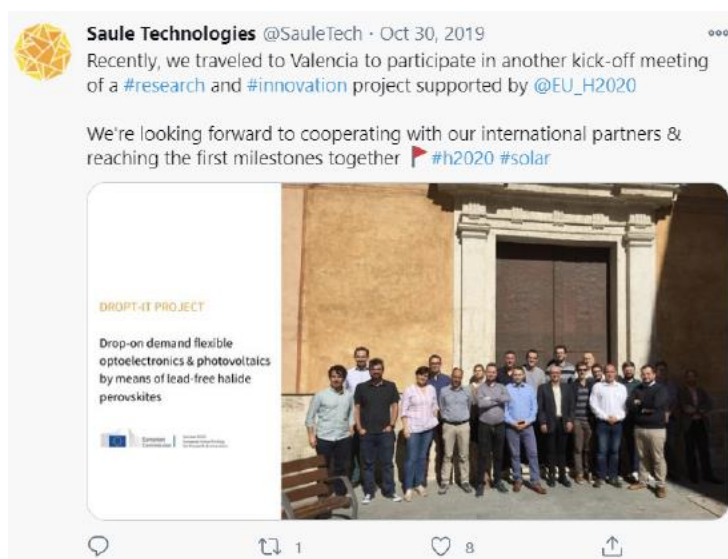 Saule Technologies @SauleTech · Oct 30, 2019
Recently, we traveled to Valencia to participate in another kick-off meeting
of a #research and #innovation project supported by @EU_H2020
We're looking forward to cooperating with our international partners &
reaching the first milestones together 🚩 #h2020 #solar
DROPT-IT PROJECT
Drop-on demand flexible
optoelectronics & photovoltaics
by means of lead-free halide
perovskites
European
Commission
1
8